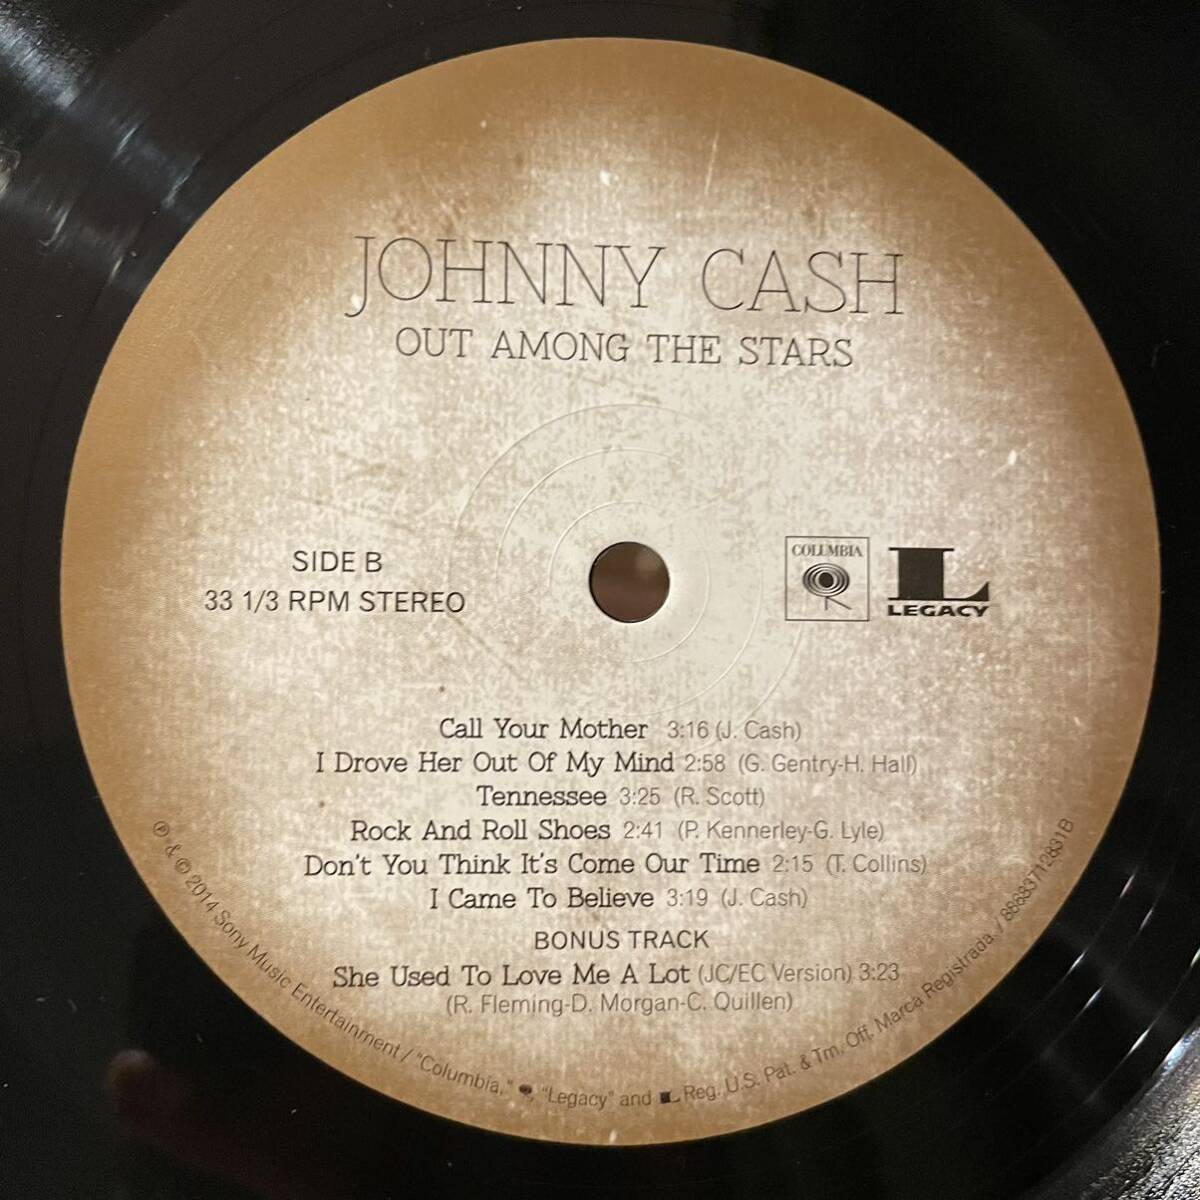 JOHNNY CASH
OUT AMONG THE STARS
SIDE B
33 1/3 RPM STEREO
COLUMBIA
L
LEGACY
Call Your Mother 3:16 (J. Cash)
I Drove Her Out Of My Mind 2:58 (G. Gentry-H. Hall)
Tennessee 3:25 (R. Scott)
Rock And Roll Shoes 2:41 (P. Kennerley-G. Lyle)
Don't You Think It's Come Our Time 2:15 (T. Collins)
I Came To Believe 3:19 (J. Cash)
BONUS TRACK
She Used To Love Me A Lot (JC/EC Version) 3:23
(R. Fleming-D. Morgan-C. Quillen)
℗ & © 2014 Sony Music Entertainment / "Columbia," "Legacy" and L Reg. U.S. Pat. & Tm. Off. Marca Registrada. / 88883712831B